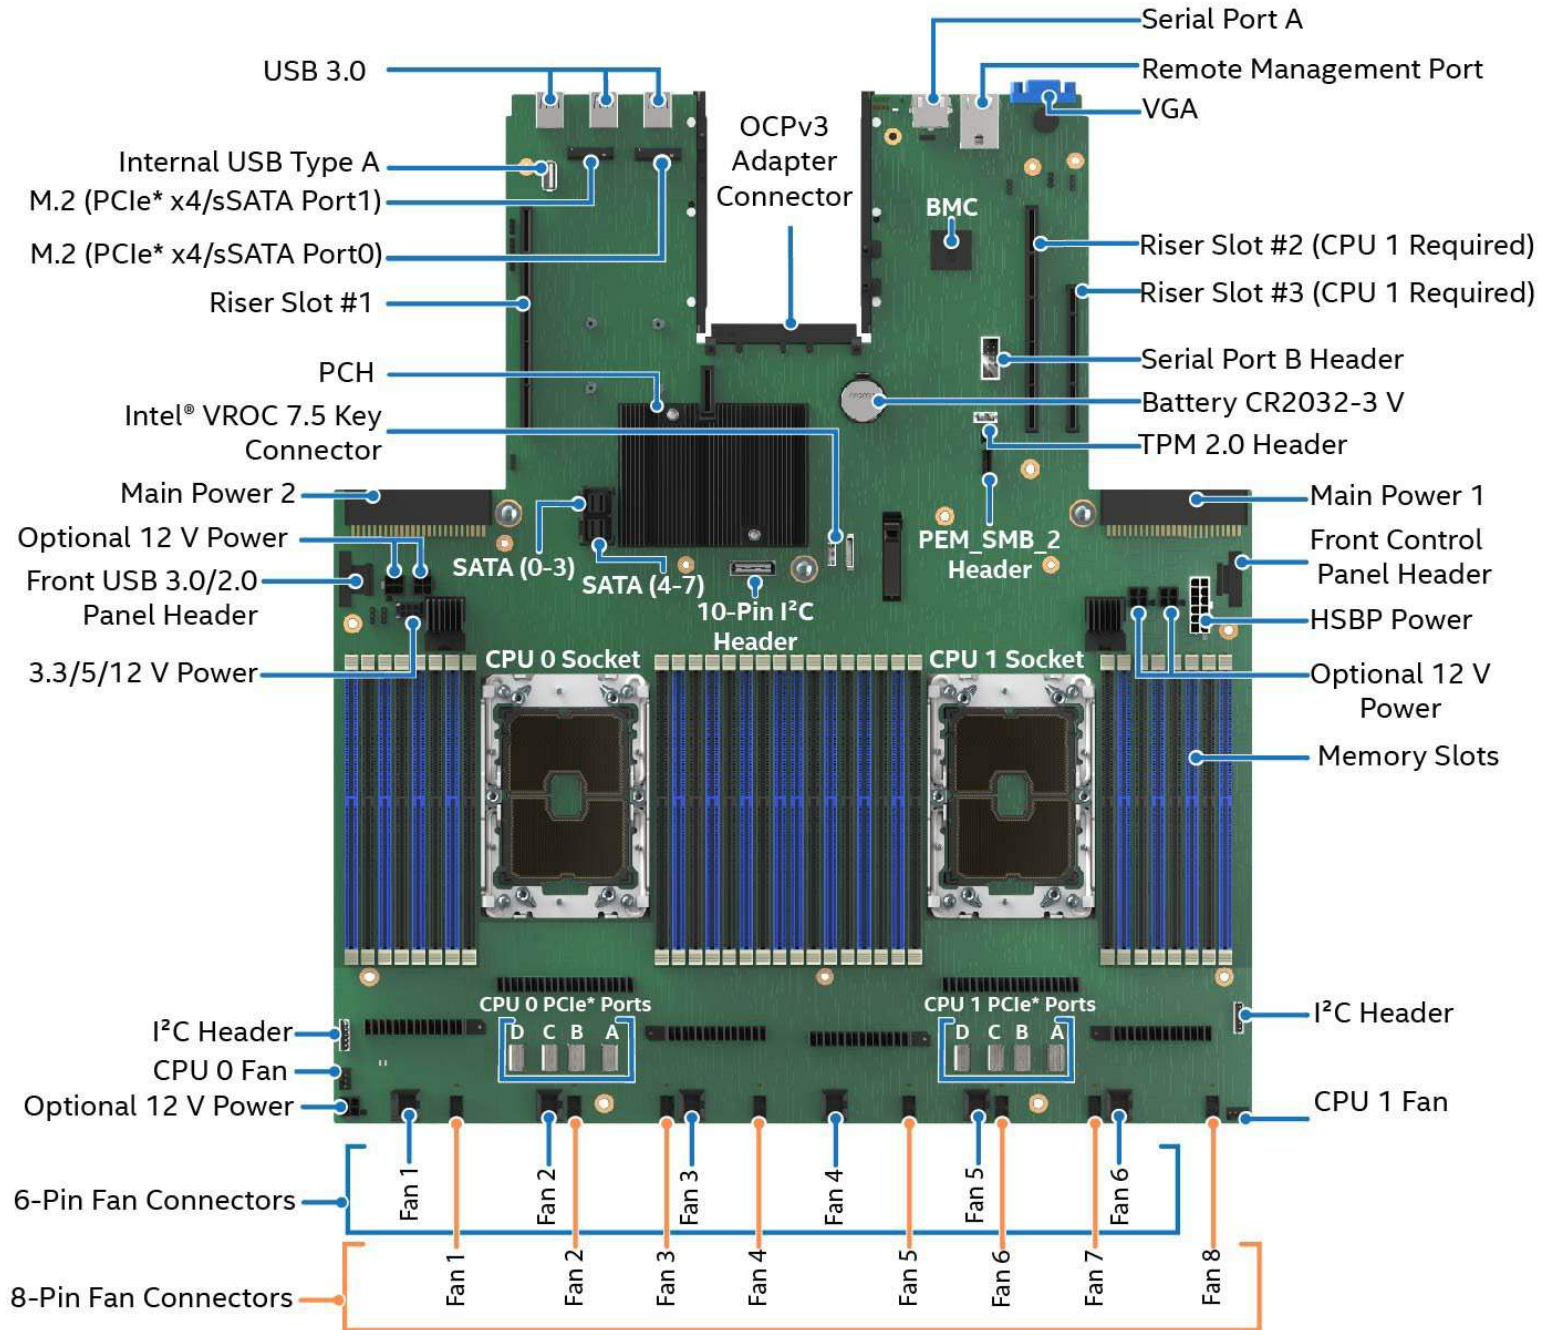 Serial Port A
USB 3.0
Remote Management Port
VGA
OCPv3
Adapter
Connector
Internal USB Type A
M.2 (PCIe* x4/sSATA Port1)
BMC
M.2 (PCIe* x4/sSATA Port0)
Riser Slot #2 (CPU 1 Required)
Riser Slot #1
Riser Slot #3 (CPU 1 Required)
PCH
Serial Port B Header
Intel® VROC 7.5 Key
Connector
Battery CR2032-3 V
TPM 2.0 Header
Main Power 2
Main Power 1
Optional 12 V Power
SATA (0-3)
SATA (4-7)
PEM_SMB_2
Header
Front Control
Panel Header
Front USB 3.0/2.0
Panel Header
10-Pin I²C
Header
HSBP Power
3.3/5/12 V Power
CPU 0 Socket
CPU 1 Socket
Optional 12 V
Power
Memory Slots
CPU 0 PCIe* Ports
D C B A
CPU 1 PCIe* Ports
D C B A
I²C Header
I²C Header
CPU 0 Fan
Optional 12 V Power
CPU 1 Fan
6-Pin Fan Connectors
Fan 1
Fan 2
Fan 3
Fan 4
Fan 5
Fan 6
8-Pin Fan Connectors
Fan 1
Fan 2
Fan 3
Fan 4
Fan 5
Fan 6
Fan 7
Fan 8